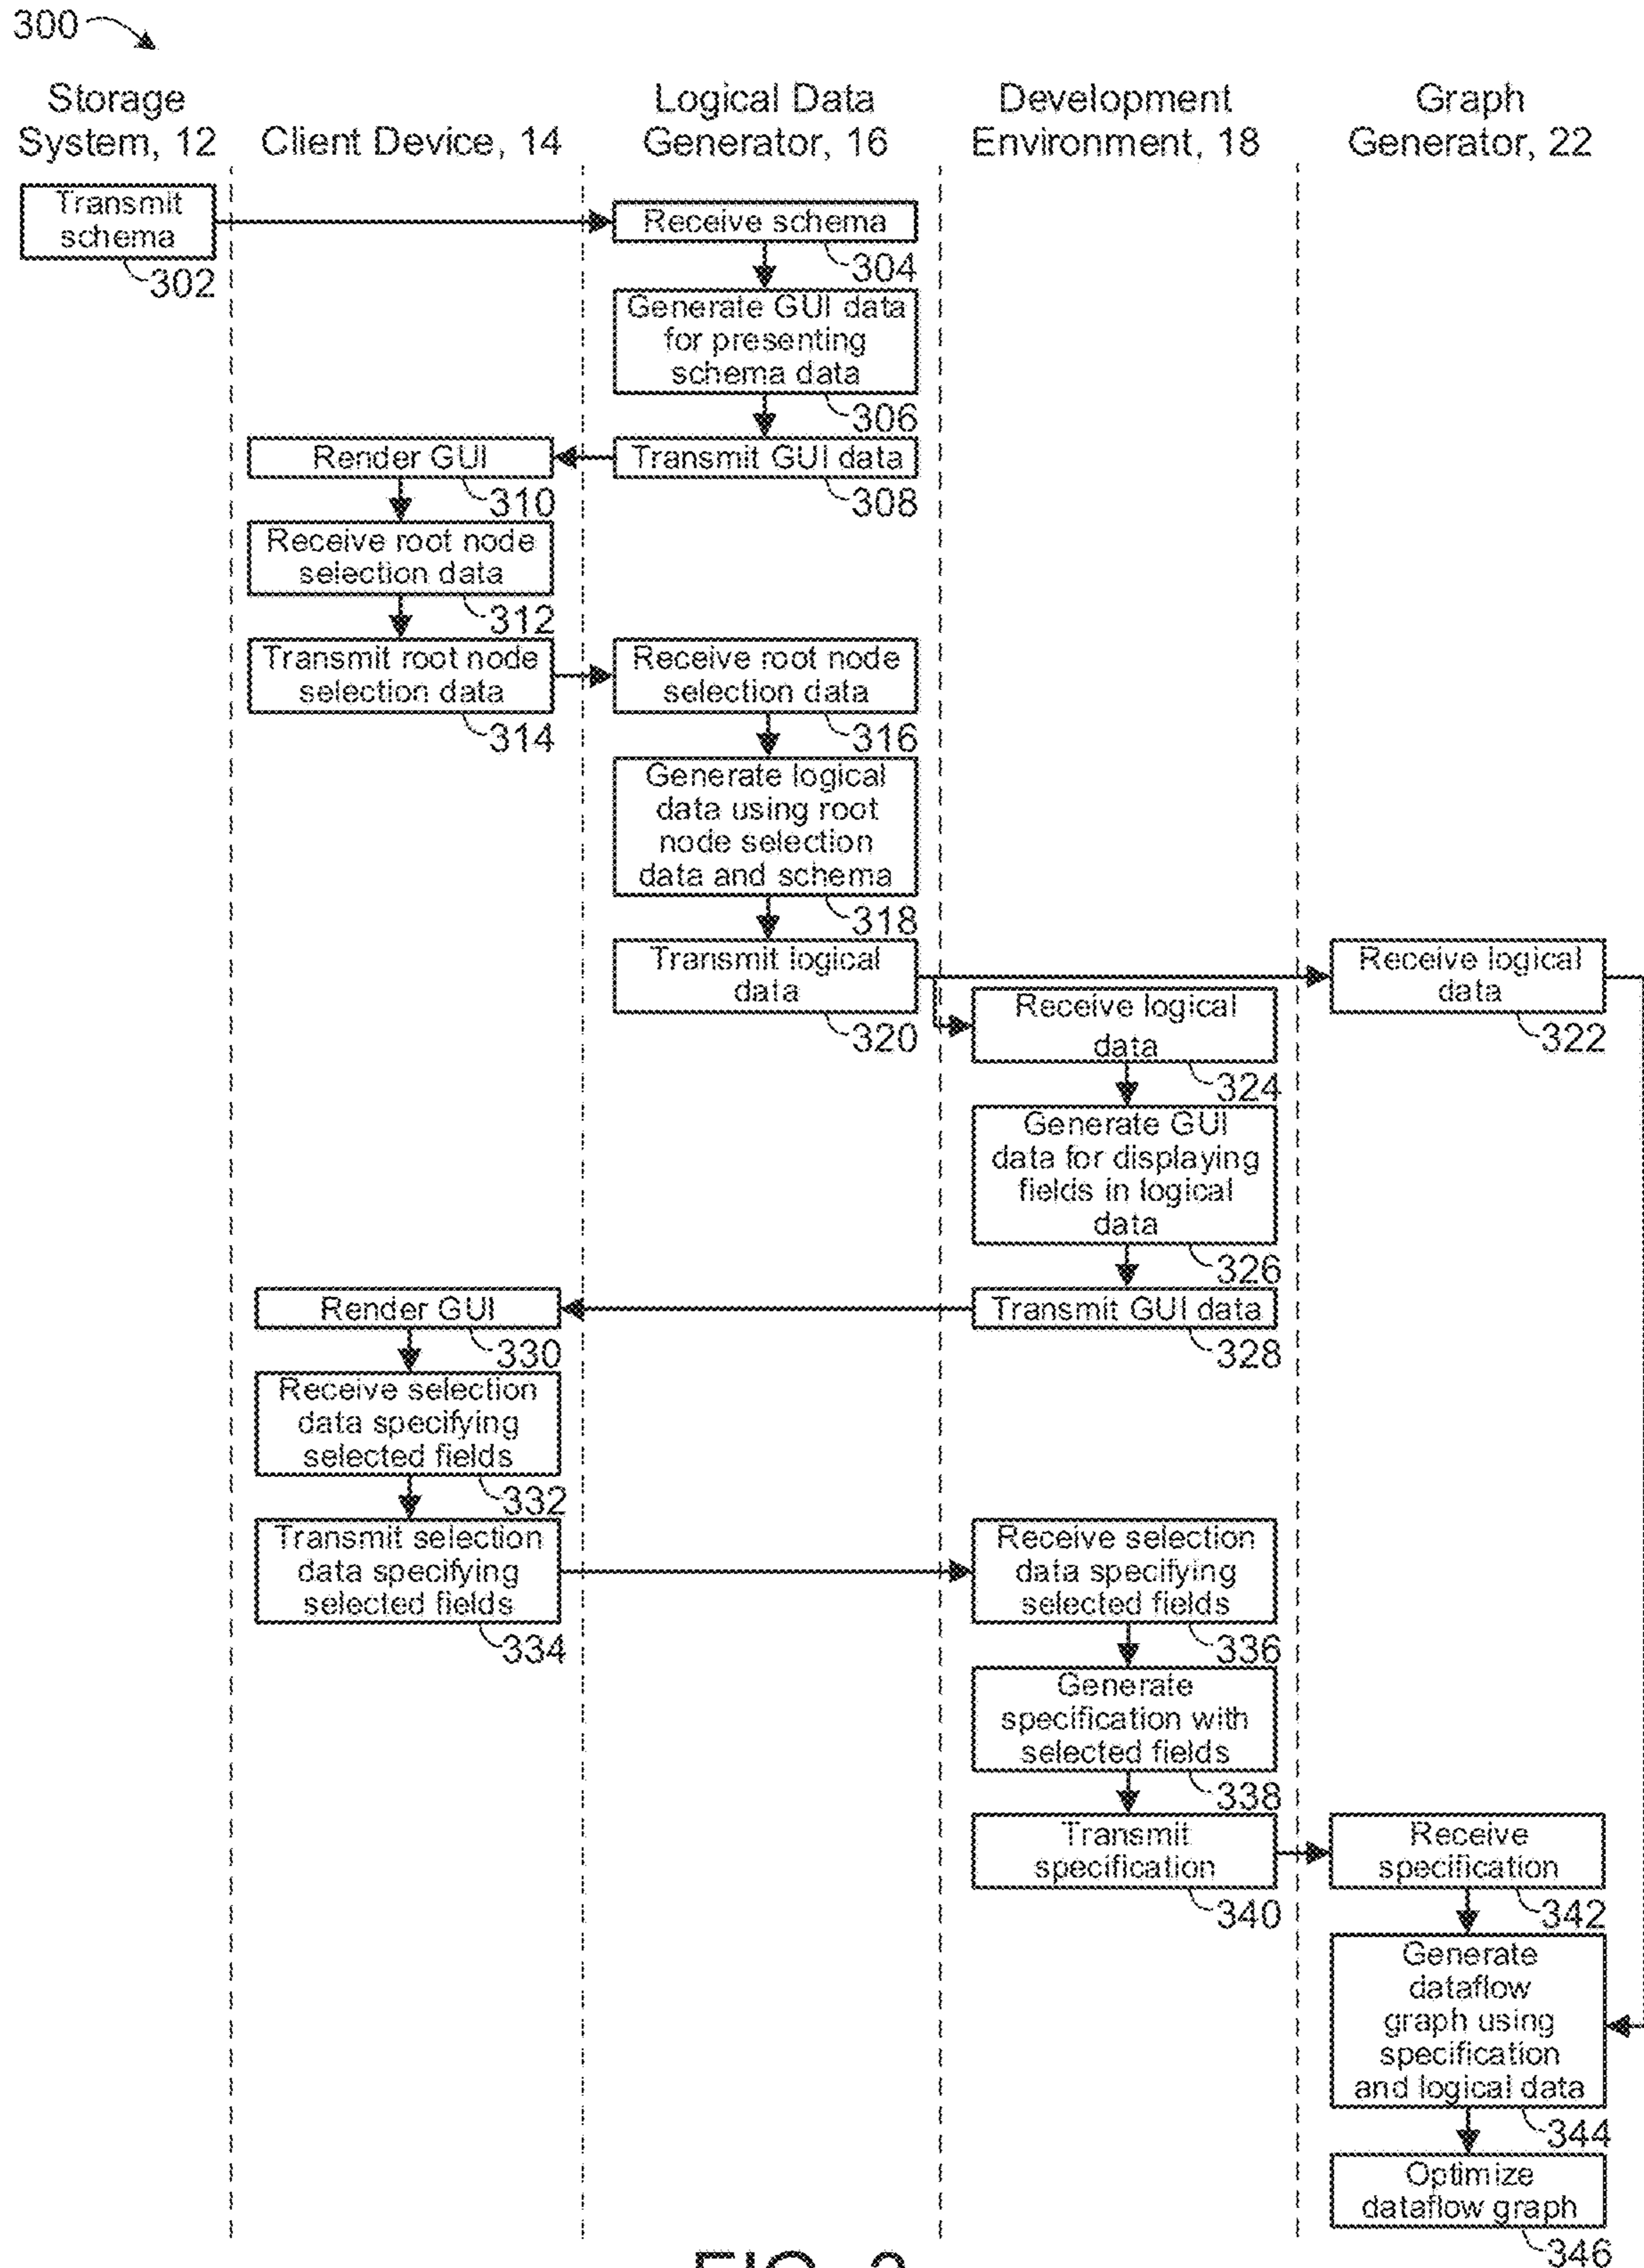 300
Storage
System, 12
Client Device, 14
Logical Data
Generator, 16
Development
Environment, 18
Graph
Generator, 22
Transmit
schema
302
Receive schema
304
Generate GUI data
for presenting
schema data
306
Render GUI
310
Transmit GUI data
308
Receive root node
selection data
312
Transmit root node
selection data
314
Receive root node
selection data
316
Generate logical
data using root
node selection
data and schema
318
Transmit logical
data
320
Receive logical
data
322
Receive logical
data
324
Generate GUI
data for displaying
fields in logical
data
326
Render GUI
330
Transmit GUI data
328
Receive selection
data specifying
selected fields
332
Transmit selection
data specifying
selected fields
334
Receive selection
data specifying
selected fields
336
Generate
specification with
selected fields
338
Transmit
specification
340
Receive
specification
342
Generate
dataflow
graph using
specification
and logical data
344
Optimize
dataflow graph
346